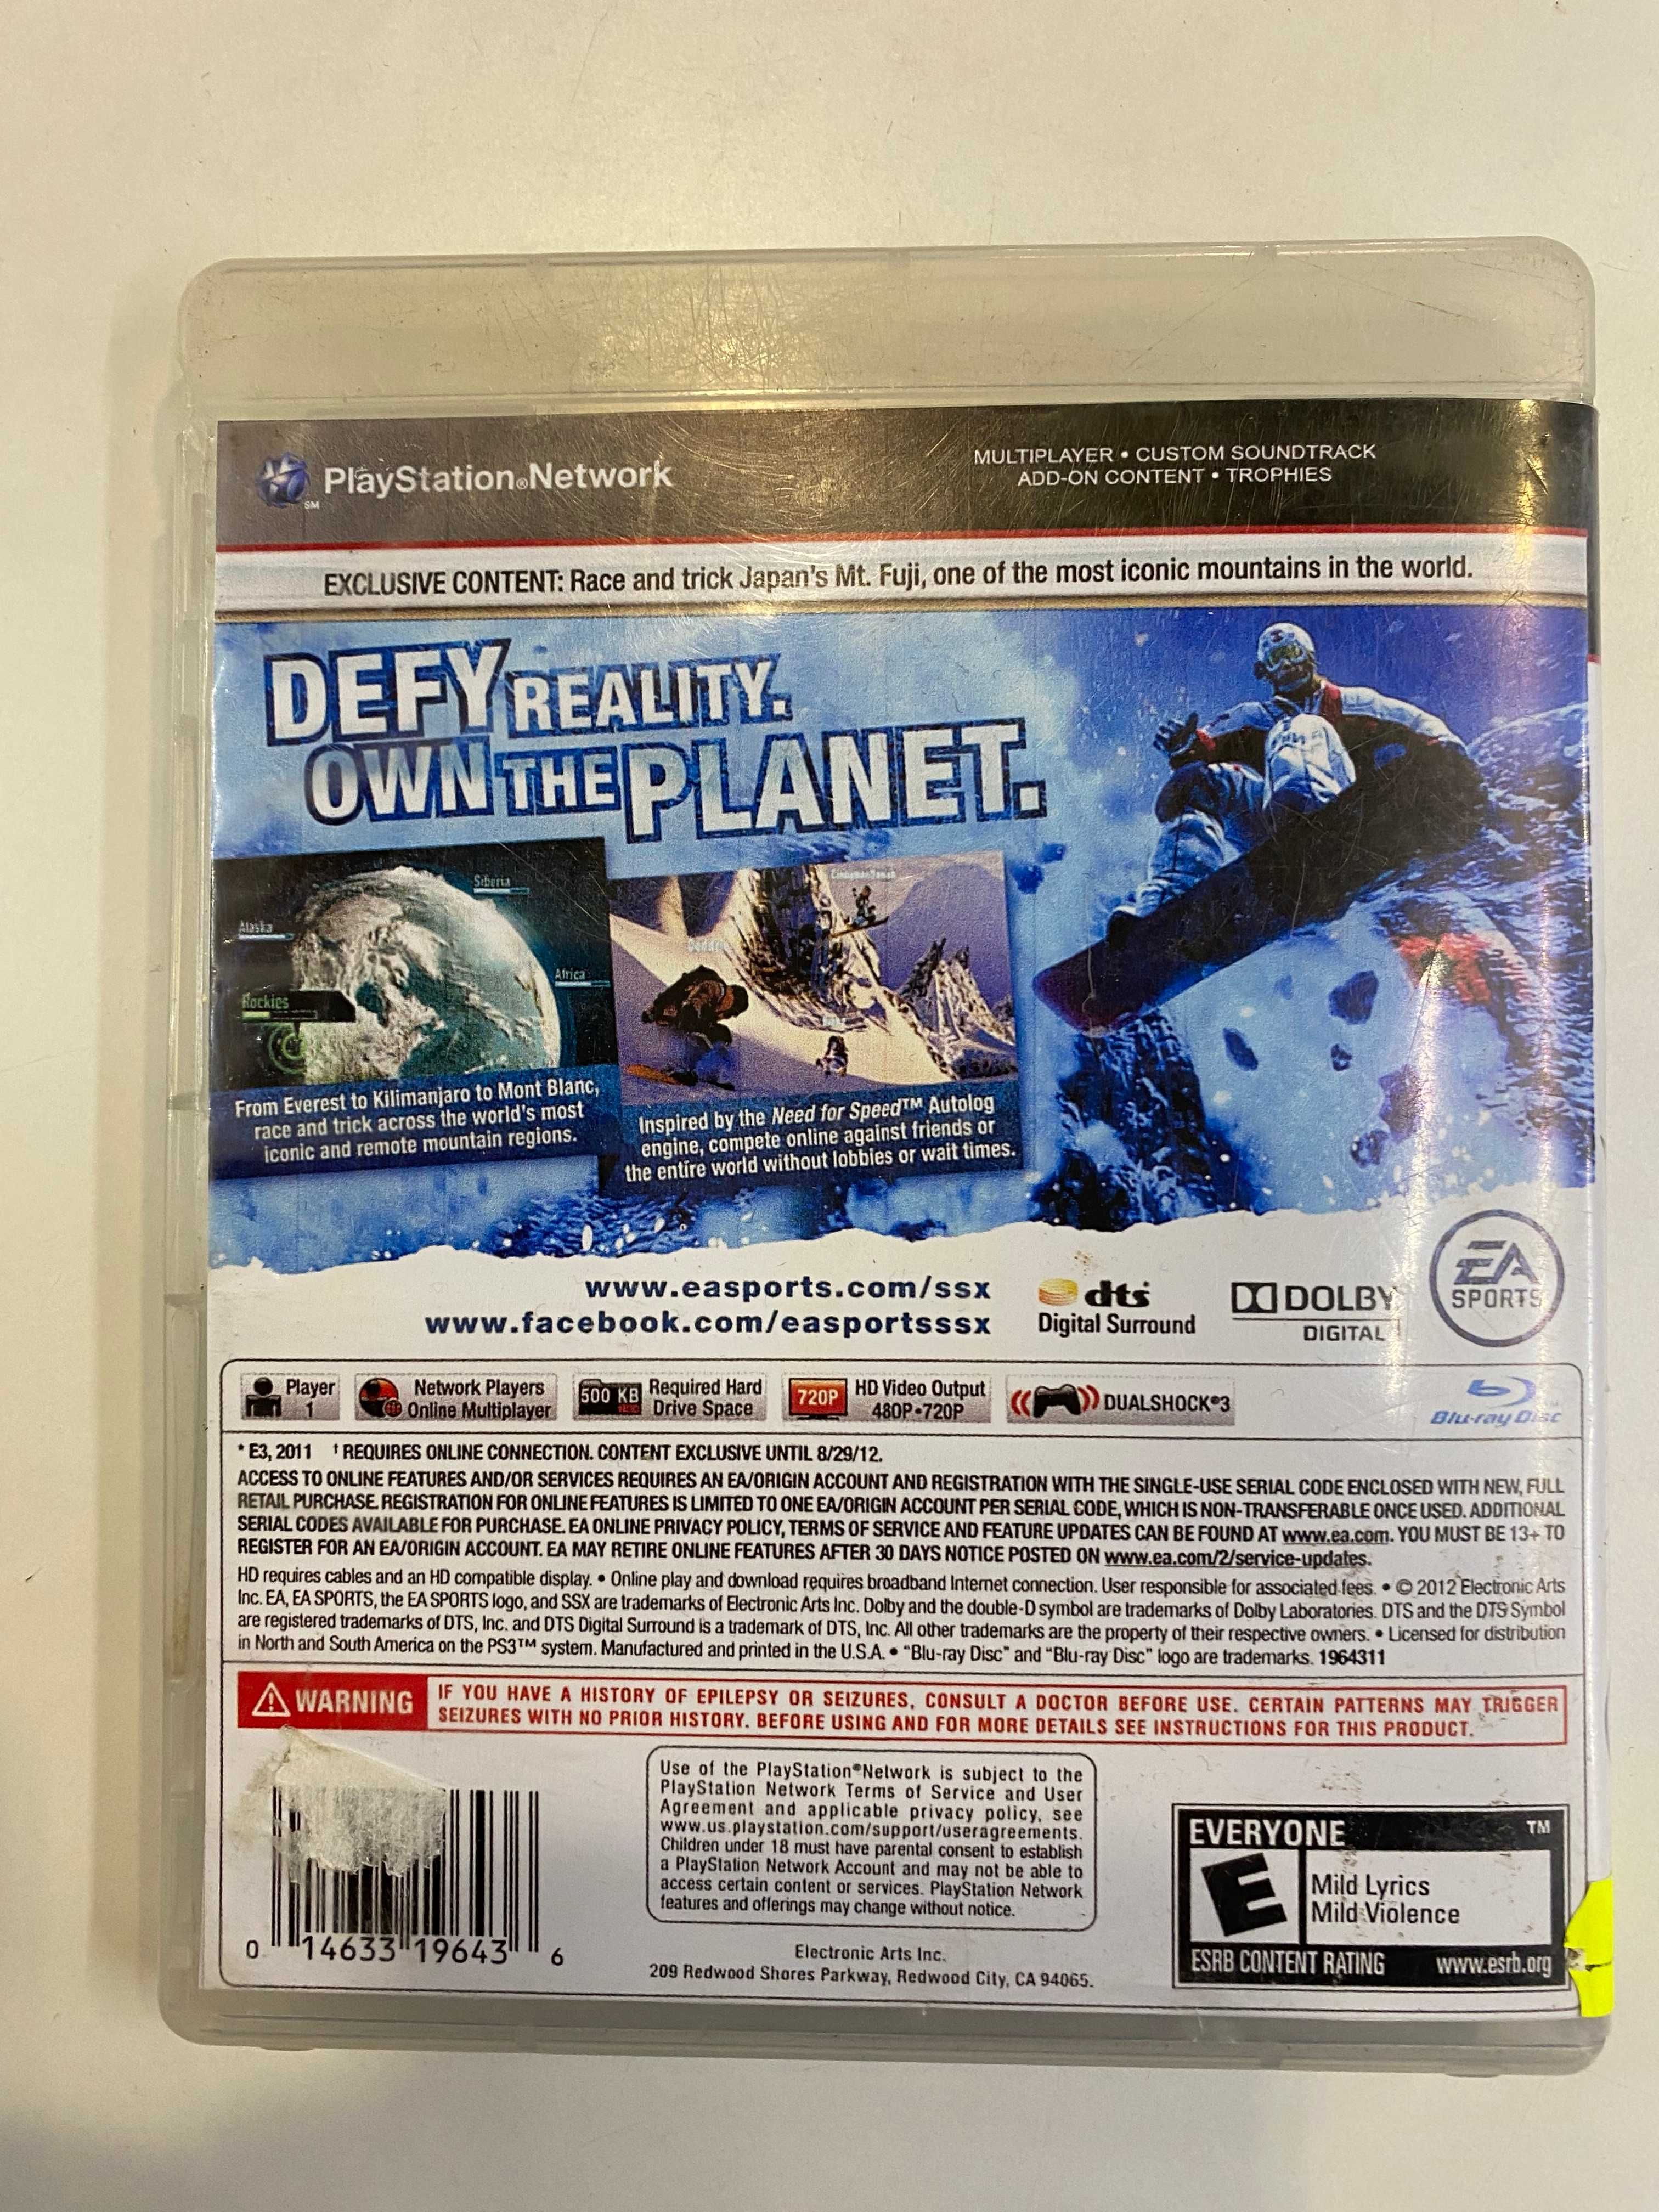 PlayStation®Network
SM
MULTIPLAYER • CUSTOM SOUNDTRACK
ADD-ON CONTENT • TROPHIES
EXCLUSIVE CONTENT: Race and trick Japan's Mt. Fuji, one of the most iconic mountains in the world.
DEFY REALITY.
OWN THE PLANET.
Siberia
Alaska
Africa
Rockies
From Everest to Kilimanjaro to Mont Blanc,
race and trick across the world's most
iconic and remote mountain regions.
Inspired by the Need for Speed™ Autolog
engine, compete online against friends or
the entire world without lobbies or wait times.
www.easports.com/ssx
www.facebook.com/easportsssx
dts
Digital Surround
DOLBY
DIGITAL
EA
SPORTS
Player
1
Network Players
Online Multiplayer
500 KB
Required Hard
Drive Space
720P
HD Video Output
480P•720P
DUALSHOCK®3
Blu-ray Disc
* E3, 2011 † REQUIRES ONLINE CONNECTION. CONTENT EXCLUSIVE UNTIL 8/29/12.
ACCESS TO ONLINE FEATURES AND/OR SERVICES REQUIRES AN EA/ORIGIN ACCOUNT AND REGISTRATION WITH THE SINGLE-USE SERIAL CODE ENCLOSED WITH NEW, FULL
RETAIL PURCHASE. REGISTRATION FOR ONLINE FEATURES IS LIMITED TO ONE EA/ORIGIN ACCOUNT PER SERIAL CODE, WHICH IS NON-TRANSFERABLE ONCE USED. ADDITIONAL
SERIAL CODES AVAILABLE FOR PURCHASE. EA ONLINE PRIVACY POLICY, TERMS OF SERVICE AND FEATURE UPDATES CAN BE FOUND AT www.ea.com. YOU MUST BE 13+ TO
REGISTER FOR AN EA/ORIGIN ACCOUNT. EA MAY RETIRE ONLINE FEATURES AFTER 30 DAYS NOTICE POSTED ON www.ea.com/2/service-updates.
HD requires cables and an HD compatible display. • Online play and download requires broadband Internet connection. User responsible for associated fees. • © 2012 Electronic Arts
Inc. EA, EA SPORTS, the EA SPORTS logo, and SSX are trademarks of Electronic Arts Inc. Dolby and the double-D symbol are trademarks of Dolby Laboratories. DTS and the DTS Symbol
are registered trademarks of DTS, Inc. and DTS Digital Surround is a trademark of DTS, Inc. All other trademarks are the property of their respective owners. • Licensed for distribution
in North and South America on the PS3™ system. Manufactured and printed in the U.S.A. • "Blu-ray Disc" and "Blu-ray Disc" logo are trademarks. 1964311
WARNING
IF YOU HAVE A HISTORY OF EPILEPSY OR SEIZURES, CONSULT A DOCTOR BEFORE USE. CERTAIN PATTERNS MAY TRIGGER
SEIZURES WITH NO PRIOR HISTORY. BEFORE USING AND FOR MORE DETAILS SEE INSTRUCTIONS FOR THIS PRODUCT.
0 14633 19643 6
Use of the PlayStation®Network is subject to the
PlayStation Network Terms of Service and User
Agreement and applicable privacy policy, see
www.us.playstation.com/support/useragreements.
Children under 18 must have parental consent to establish
a PlayStation Network Account and may not be able to
access certain content or services. PlayStation Network
features and offerings may change without notice.
Electronic Arts Inc.
209 Redwood Shores Parkway, Redwood City, CA 94065.
EVERYONE ™
E
Mild Lyrics
Mild Violence
ESRB CONTENT RATING www.esrb.org